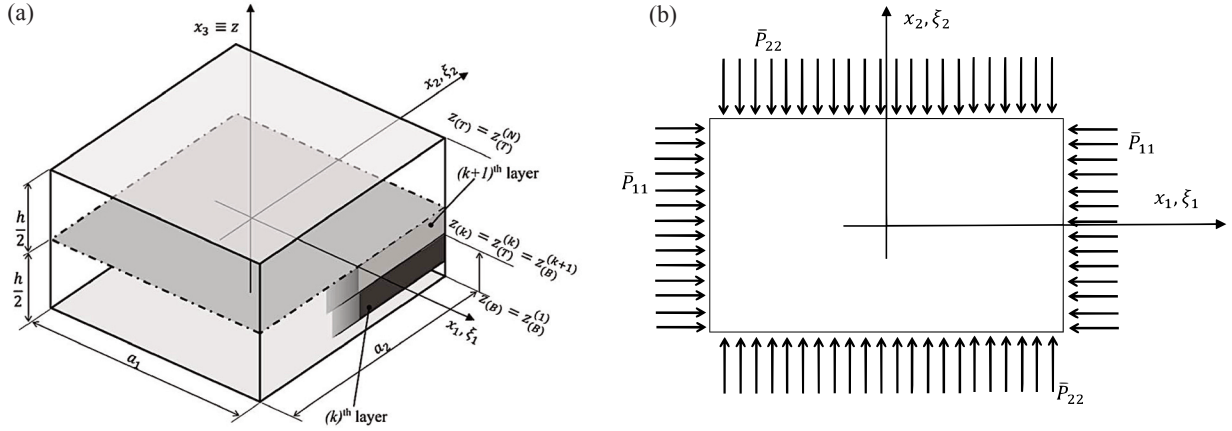 (a)
x₃ ≡ z
x₂, ξ₂
z₍T₎ = z₍T₎⁽ᴺ⁾
(k+1)ᵗʰ layer
z₍k₎ = z₍T₎⁽ᵏ⁾ = z₍B₎⁽ᵏ⁺¹⁾
z₍B₎ = z₍B₎⁽¹⁾
h/2
h/2
x₁, ξ₁
a₁
a₂
(k)ᵗʰ layer
(b)
x₂, ξ₂
P̄₂₂
P̄₁₁
P̄₁₁
x₁, ξ₁
P̄₂₂